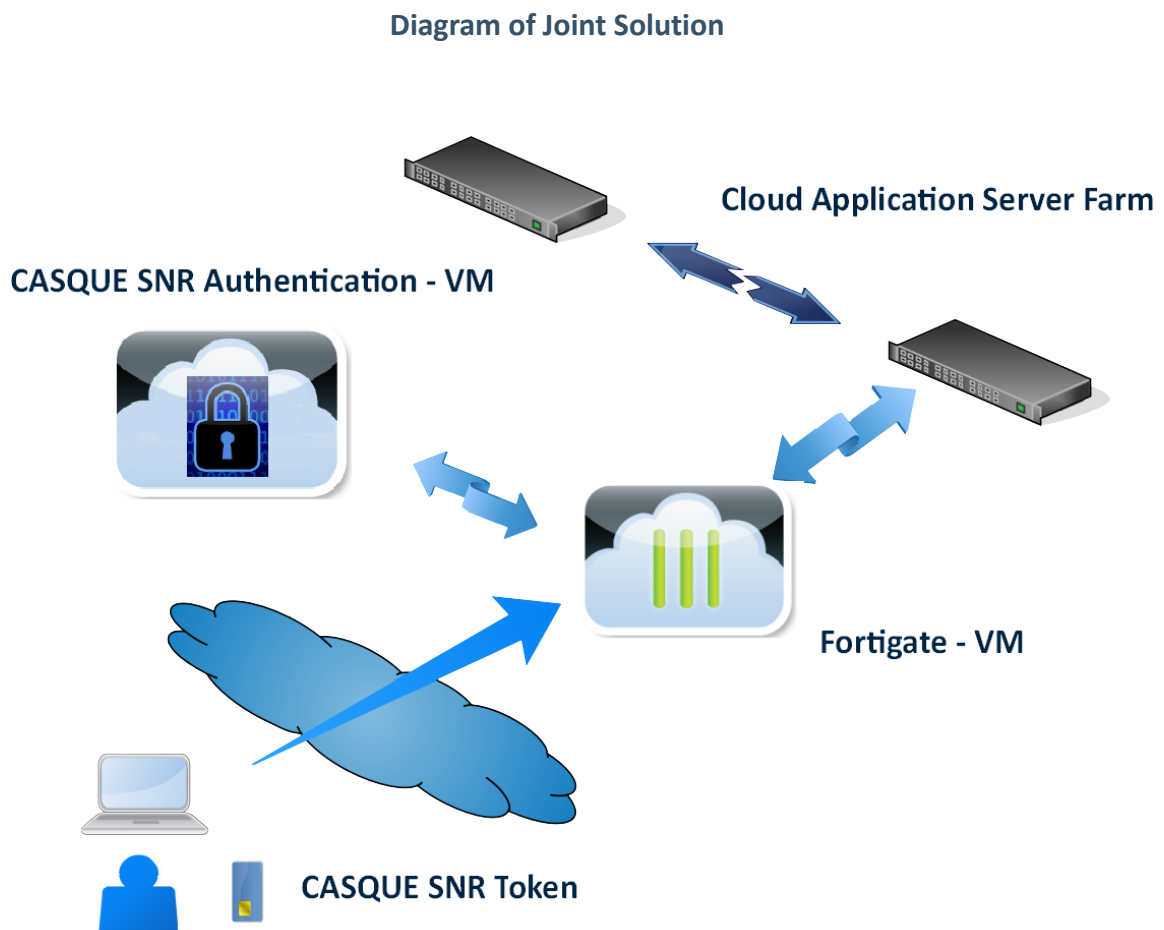 Diagram of Joint Solution
Cloud Application Server Farm
CASQUE SNR Authentication - VM
Fortigate - VM
CASQUE SNR Token